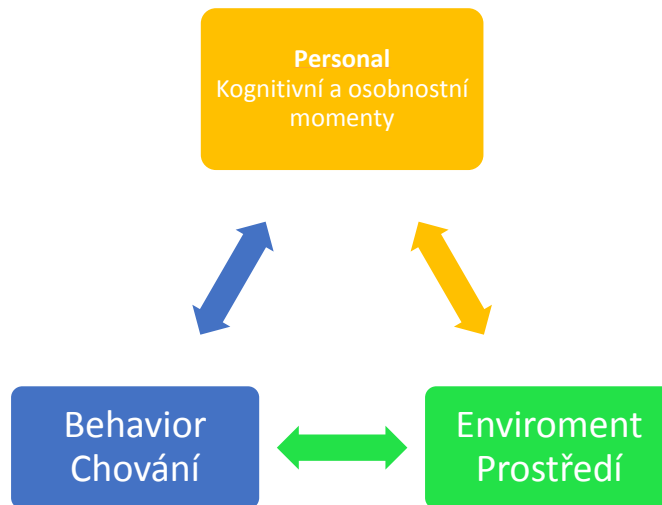 Personal
Kognitivní a osobnostní
momenty
Behavior
Chování
Enviroment
Prostředí